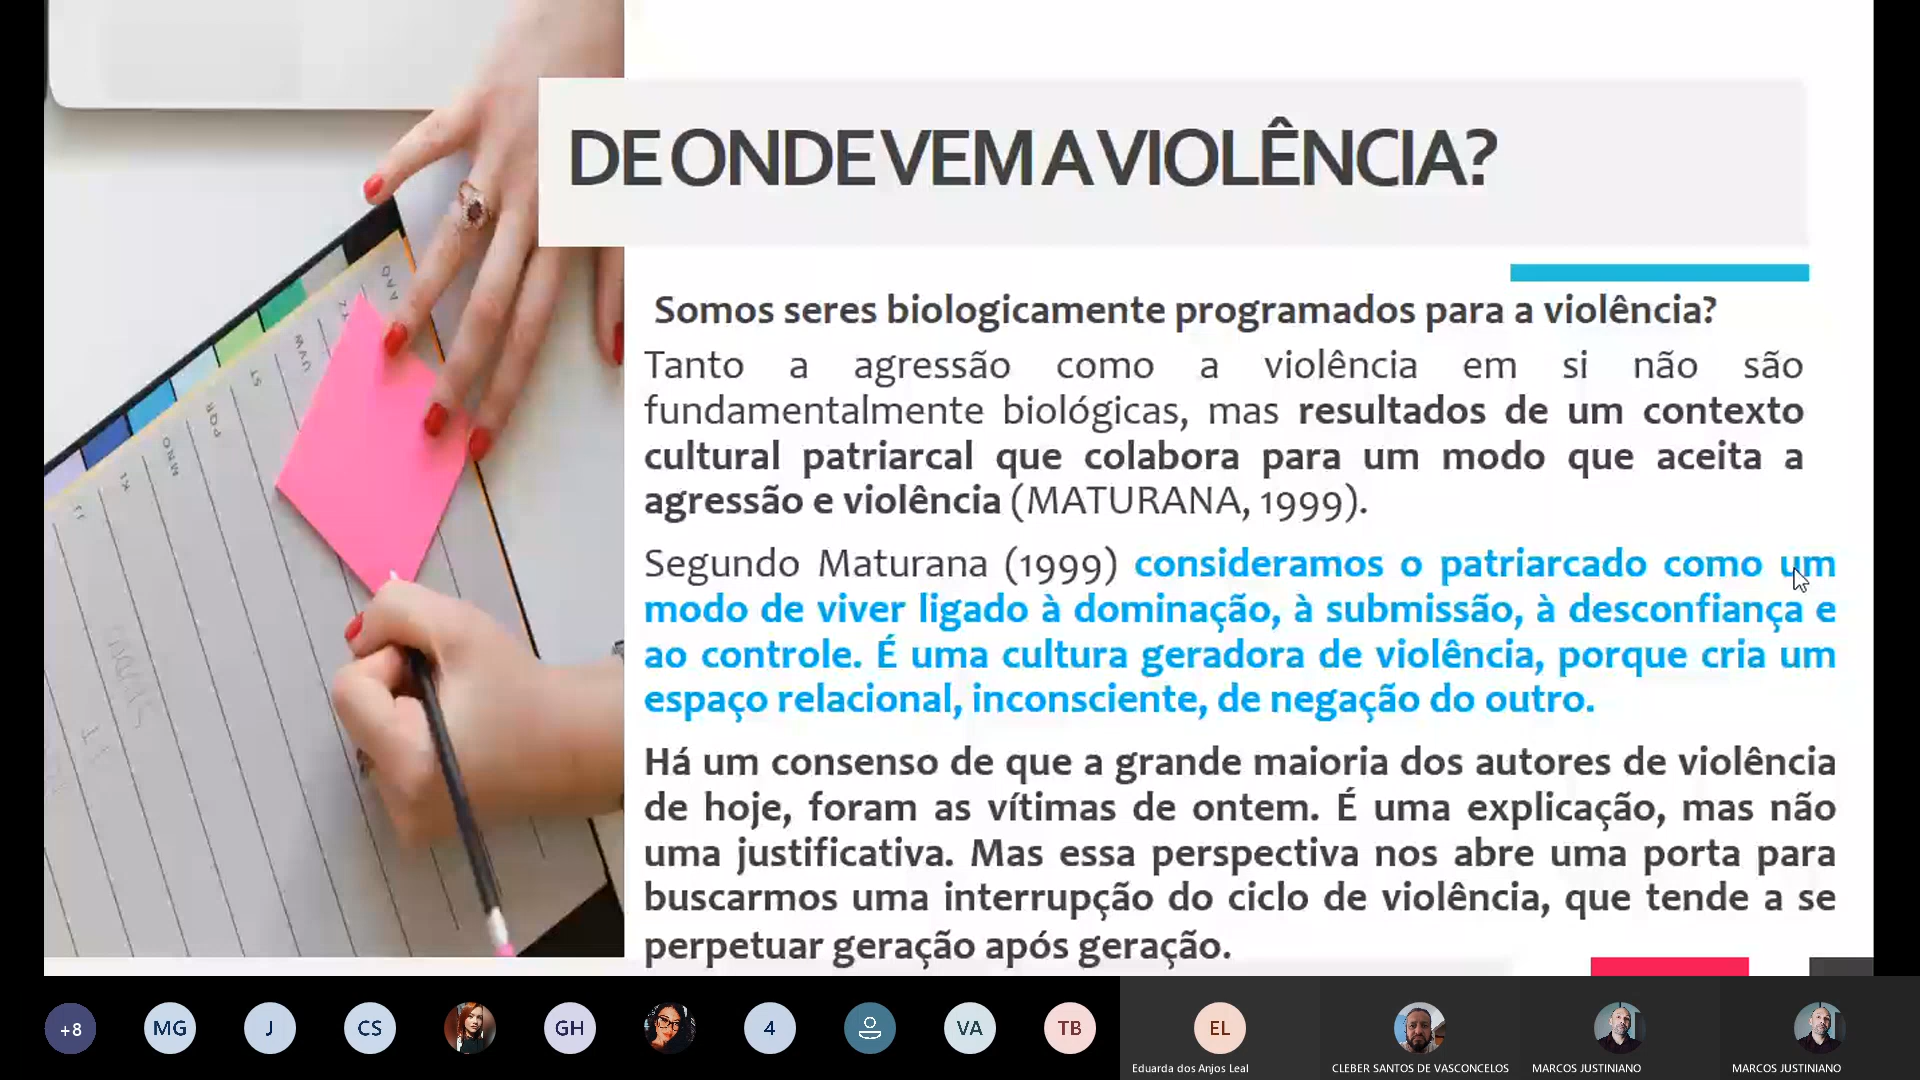 DE ONDE VEM A VIOLÊNCIA?
Somos seres biologicamente programados para a violência?
Tanto a agressão como a violência em si não são
fundamentalmente biológicas, mas resultados de um contexto
cultural patriarcal que colabora para um modo que aceita a
agressão e violência (MATURANA, 1999).
Segundo Maturana (1999) consideramos o patriarcado como um
modo de viver ligado à dominação, à submissão, à desconfiança e
ao controle. É uma cultura geradora de violência, porque cria um
espaço relacional, inconsciente, de negação do outro.
Há um consenso de que a grande maioria dos autores de violência
de hoje, foram as vítimas de ontem. É uma explicação, mas não
uma justificativa. Mas essa perspectiva nos abre uma porta para
buscarmos uma interrupção do ciclo de violência, que tende a se
perpetuar geração após geração.
UVW
ST
PQR
MNO
KL
+8 MG J CS GH 4 VA TB EL
Eduarda dos Anjos Leal CLEBER SANTOS DE VASCONCELOS MARCOS JUSTINIANO MARCOS JUSTINIANO